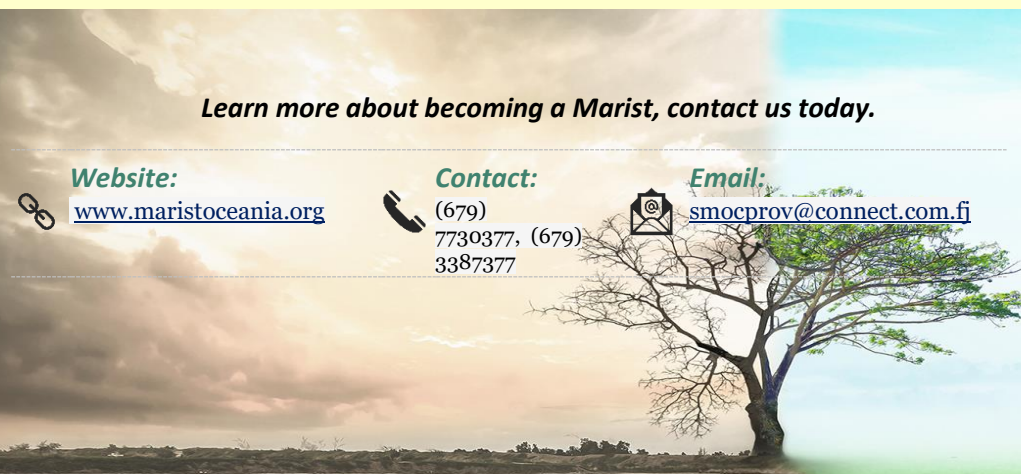 Learn more about becoming a Marist, contact us today.
Website:
www.maristoceania.org
Contact:
(679)
7730377, (679)
3387377
Email:
smocprov@connect.com.fj